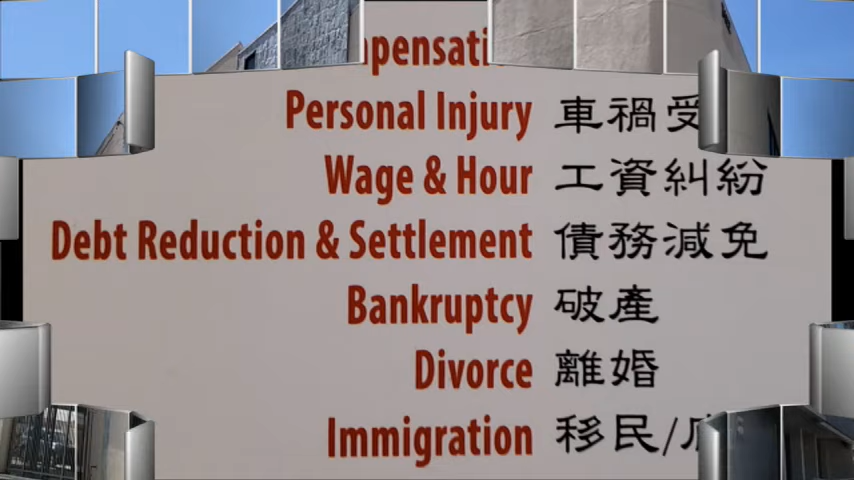 Personal Injury 車禍受
Wage & Hour 工資糾紛
Debt Reduction & Settlement 債務減免
Bankruptcy 破產
Divorce 離婚
Immigration 移民/